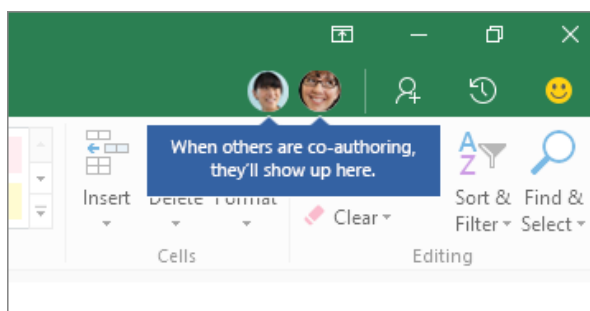 When others are co-authoring,
they'll show up here.
Insert
Delete
Format
Clear
A
Z
Sort &
Filter
Find &
Select
Cells
Editing